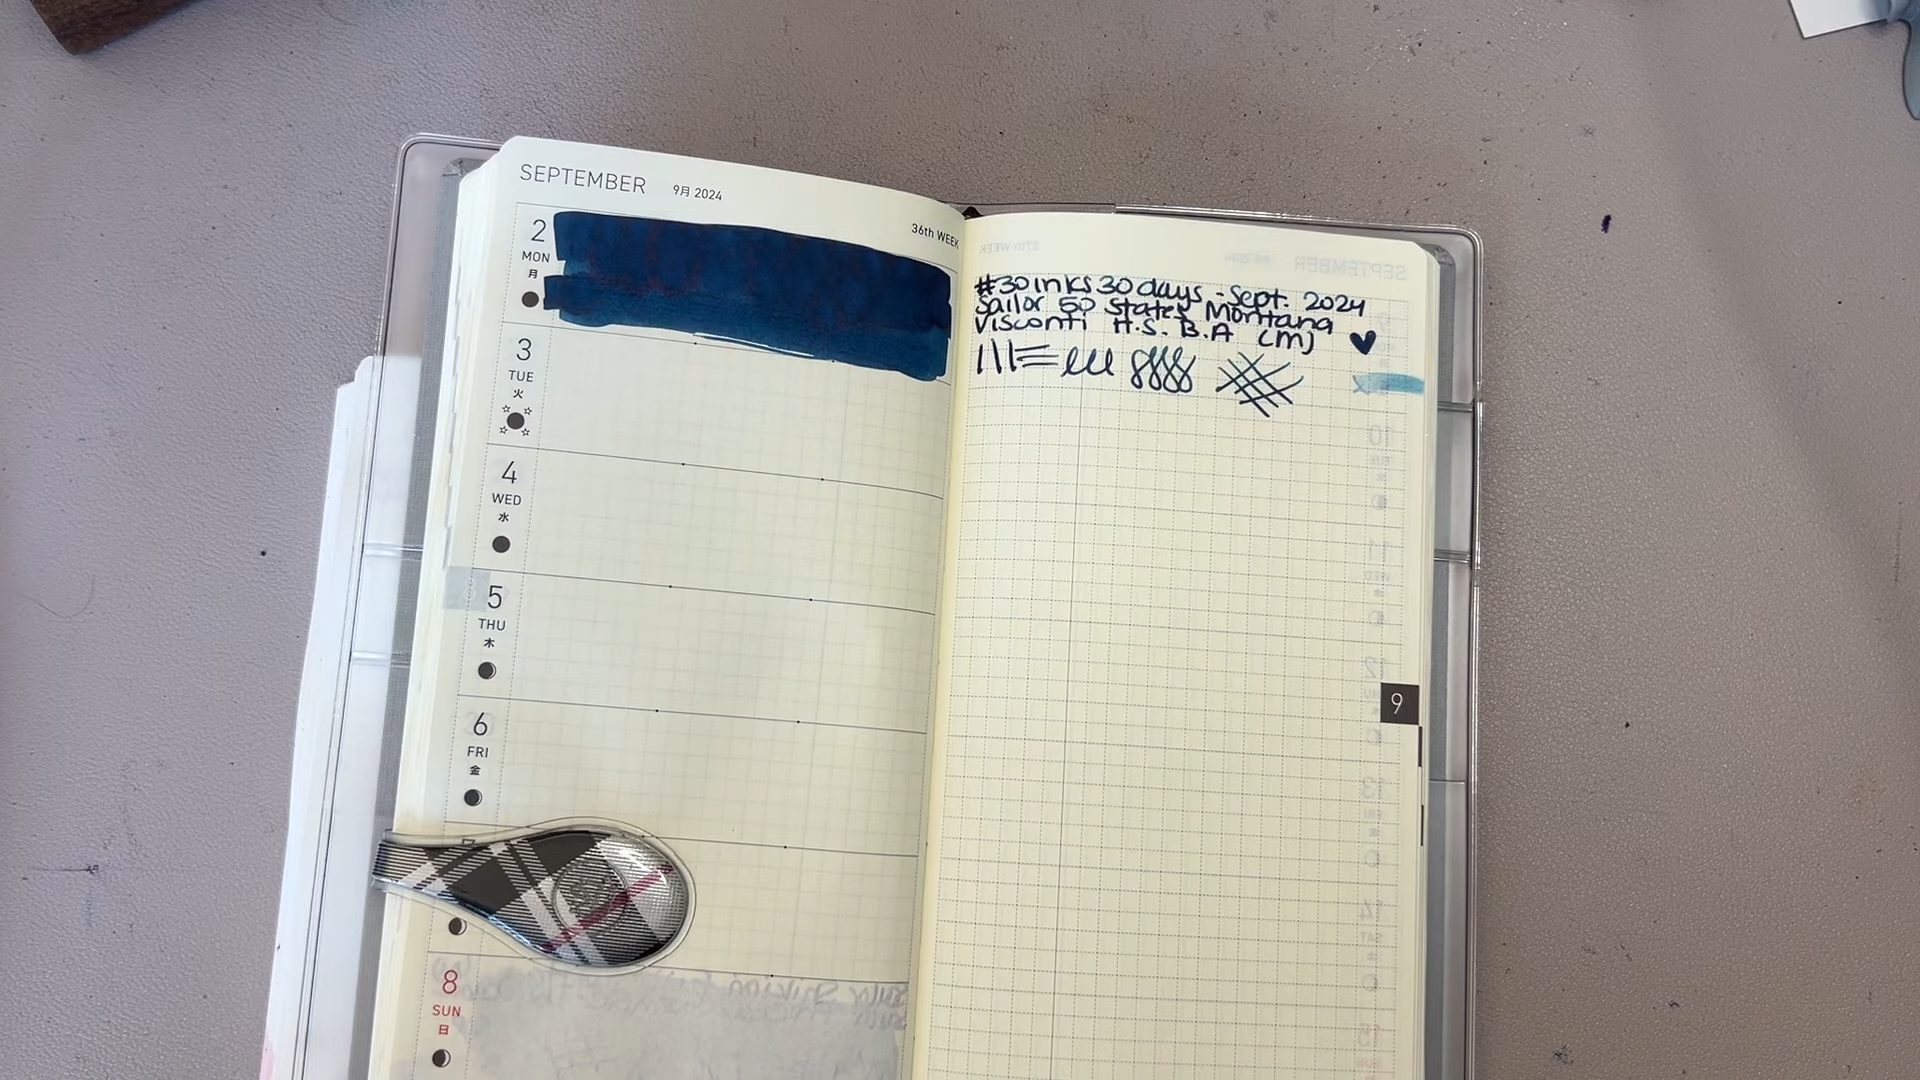 SEPTEMBER 9月 2024
36th WEEK
2
MON
月
3
TUE
火
4
WED
水
5
THU
木
6
FRI
金
8
SUN
日
#30inks30days - Sept. 2024
Sailor 50 States Montana
Visconti H.S. B.A (M)
9